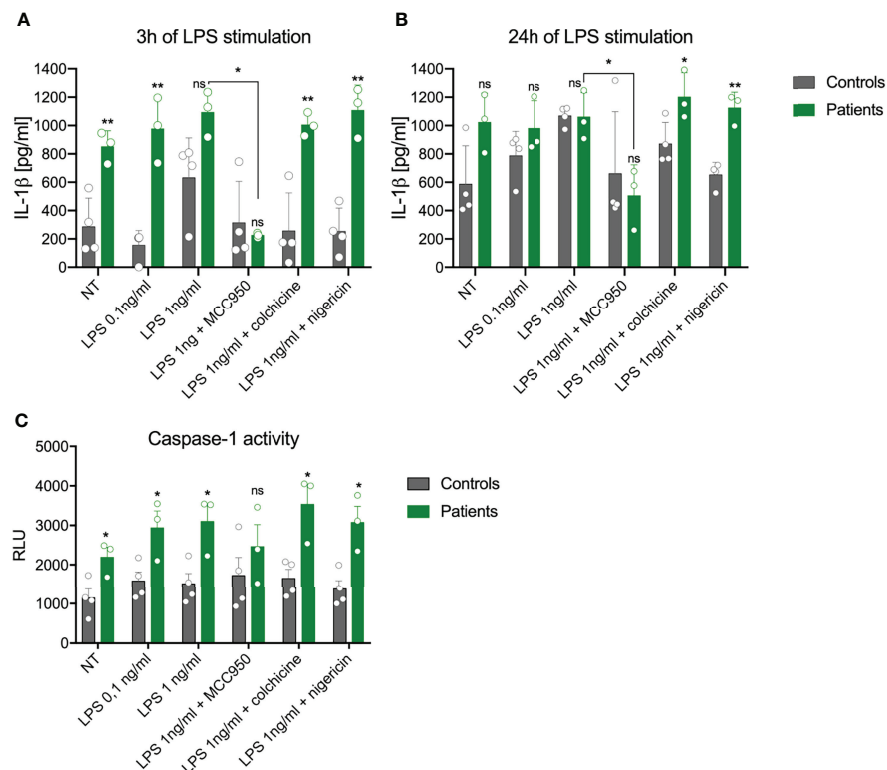 A
3h of LPS stimulation
IL-1β [pg/ml]
1400
1200
1000
800
600
400
200
0
**
**
ns
*
ns
**
**
NT
LPS 0.1ng/ml
LPS 1ng/ml
LPS 1ng + MCC950
LPS 1ng/ml + colchicine
LPS 1ng/ml + nigericin
B
24h of LPS stimulation
IL-1β [pg/ml]
1400
1200
1000
800
600
400
200
0
ns
ns
ns
*
ns
*
**
NT
LPS 0.1ng/ml
LPS 1ng/ml
LPS 1ng/ml + MCC950
LPS 1ng/ml + colchicine
LPS 1ng/ml + nigericin
Controls
Patients
C
Caspase-1 activity
RLU
5000
4000
3000
2000
1000
0
*
*
*
ns
*
*
NT
LPS 0,1 ng/ml
LPS 1 ng/ml
LPS 1ng/ml + MCC950
LPS 1ng/ml + colchicine
LPS 1ng/ml + nigericin
Controls
Patients